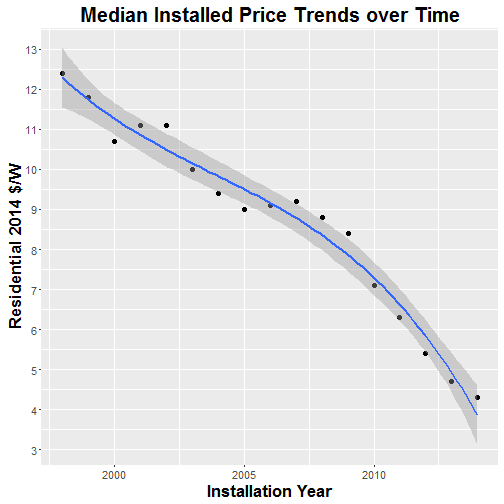 Median Installed Price Trends over Time
Residential 2014 $/W
13
12
11
10
9
8
7
6
5
4
3
2000 2005 2010
Installation Year